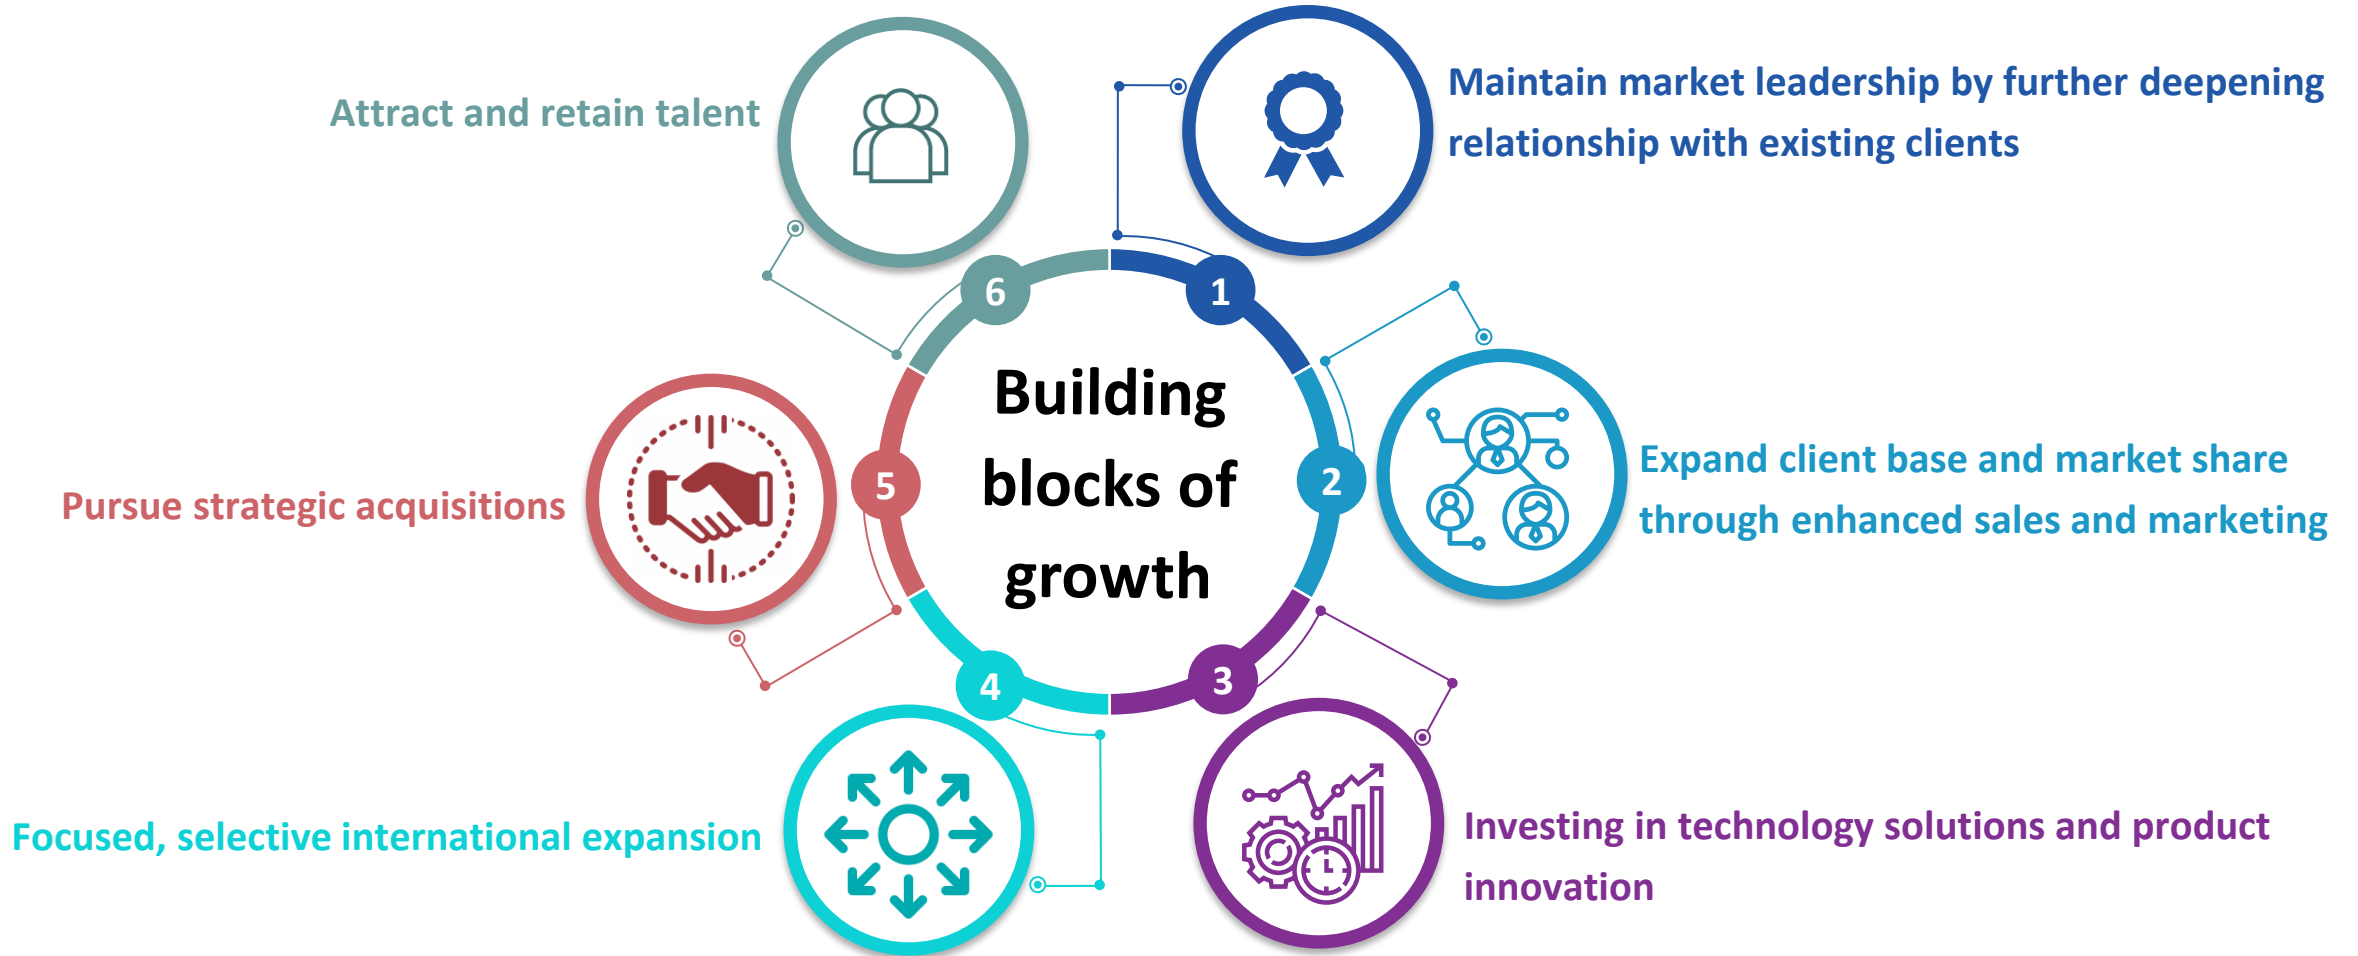 Building
blocks of
growth
1
Maintain market leadership by further deepening
relationship with existing clients
2
Expand client base and market share
through enhanced sales and marketing
3
Investing in technology solutions and product
innovation
4
Focused, selective international expansion
5
Pursue strategic acquisitions
6
Attract and retain talent